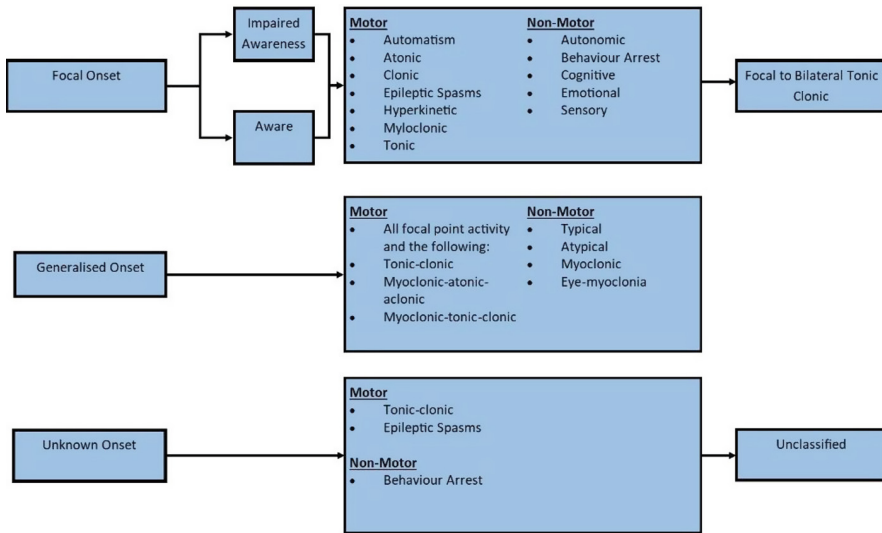 Focal Onset
Impaired
Awareness
Aware
Motor
Automatism
Atonic
Clonic
Epileptic Spasms
Hyperkinetic
Myloclonic
Tonic
Non-Motor
Autonomic
Behaviour Arrest
Cognitive
Emotional
Sensory
Focal to Bilateral Tonic
Clonic
Generalised Onset
Motor
All focal point activity
and the following:
Tonic-clonic
Myoclonic-atonic-
aclonic
Myoclonic-tonic-clonic
Non-Motor
Typical
Atypical
Myoclonic
Eye-myoclonia
Unknown Onset
Motor
Tonic-clonic
Epileptic Spasms
Non-Motor
Behaviour Arrest
Unclassified